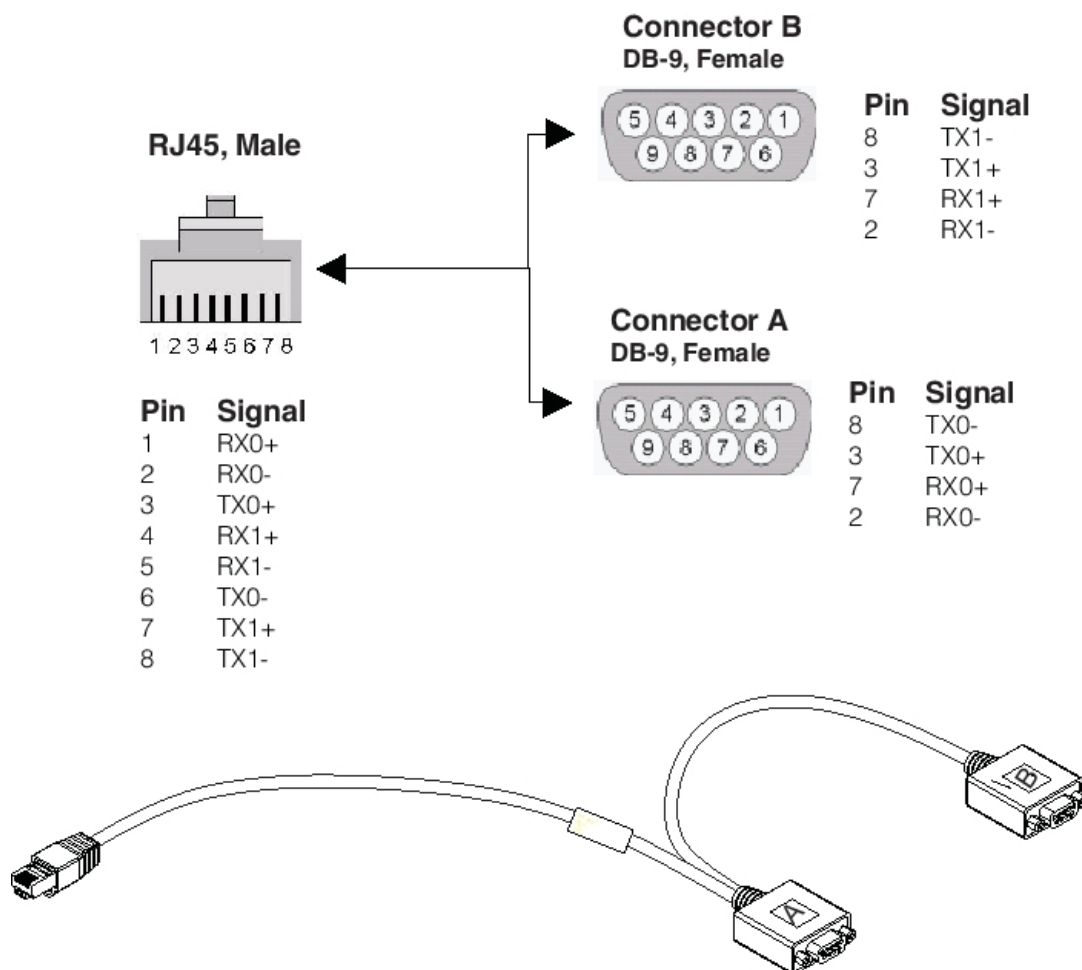 Connector B
DB-9, Female
5 4 3 2 1
9 8 7 6
Pin Signal
8 TX1-
3 TX1+
7 RX1+
2 RX1-
RJ45, Male
1 2 3 4 5 6 7 8
Pin Signal
1 RX0+
2 RX0-
3 TX0+
4 RX1+
5 RX1-
6 TX0-
7 TX1+
8 TX1-
Connector A
DB-9, Female
5 4 3 2 1
9 8 7 6
Pin Signal
8 TX0-
3 TX0+
7 RX0+
2 RX0-
B
A